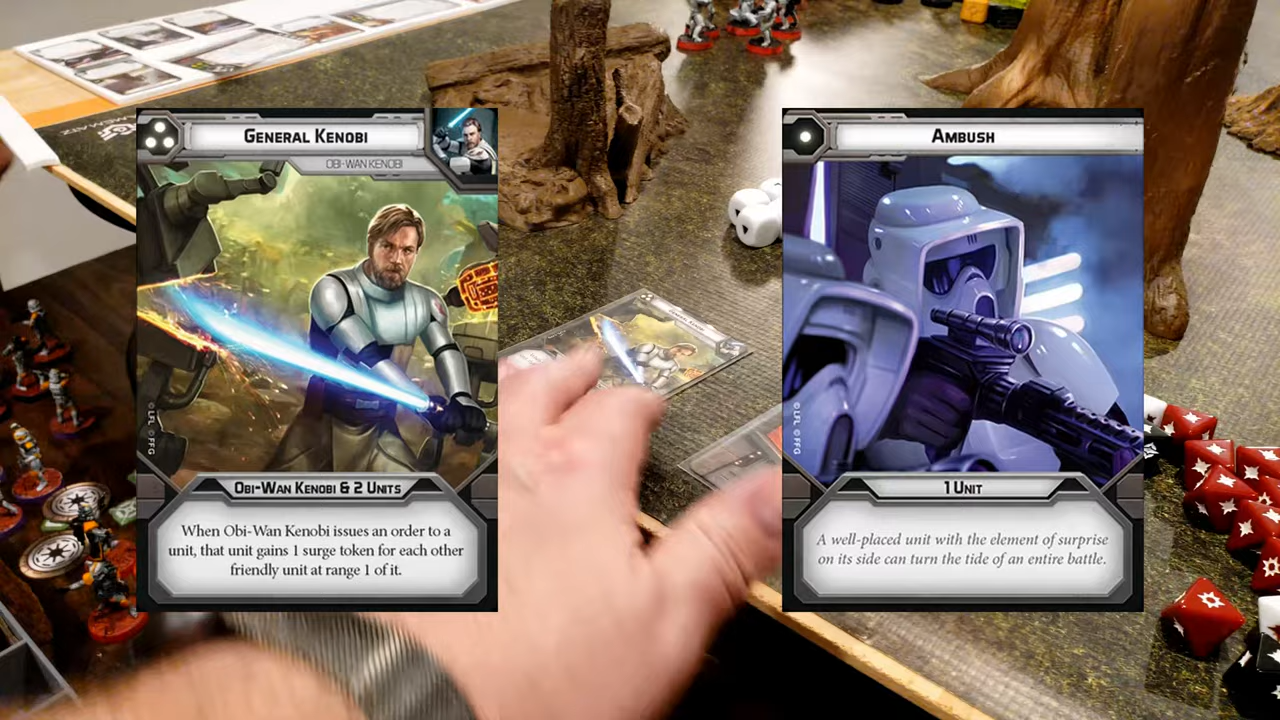 GENERAL KENOBI
OBI-WAN KENOBI
©LFL ©FFG
OBI-WAN KENOBI & 2 UNITS
When Obi-Wan Kenobi issues an order to a
unit, that unit gains 1 surge token for each other
friendly unit at range 1 of it.
AMBUSH
©LFL ©FFG
1 UNIT
A well-placed unit with the element of surprise
on its side can turn the tide of an entire battle.